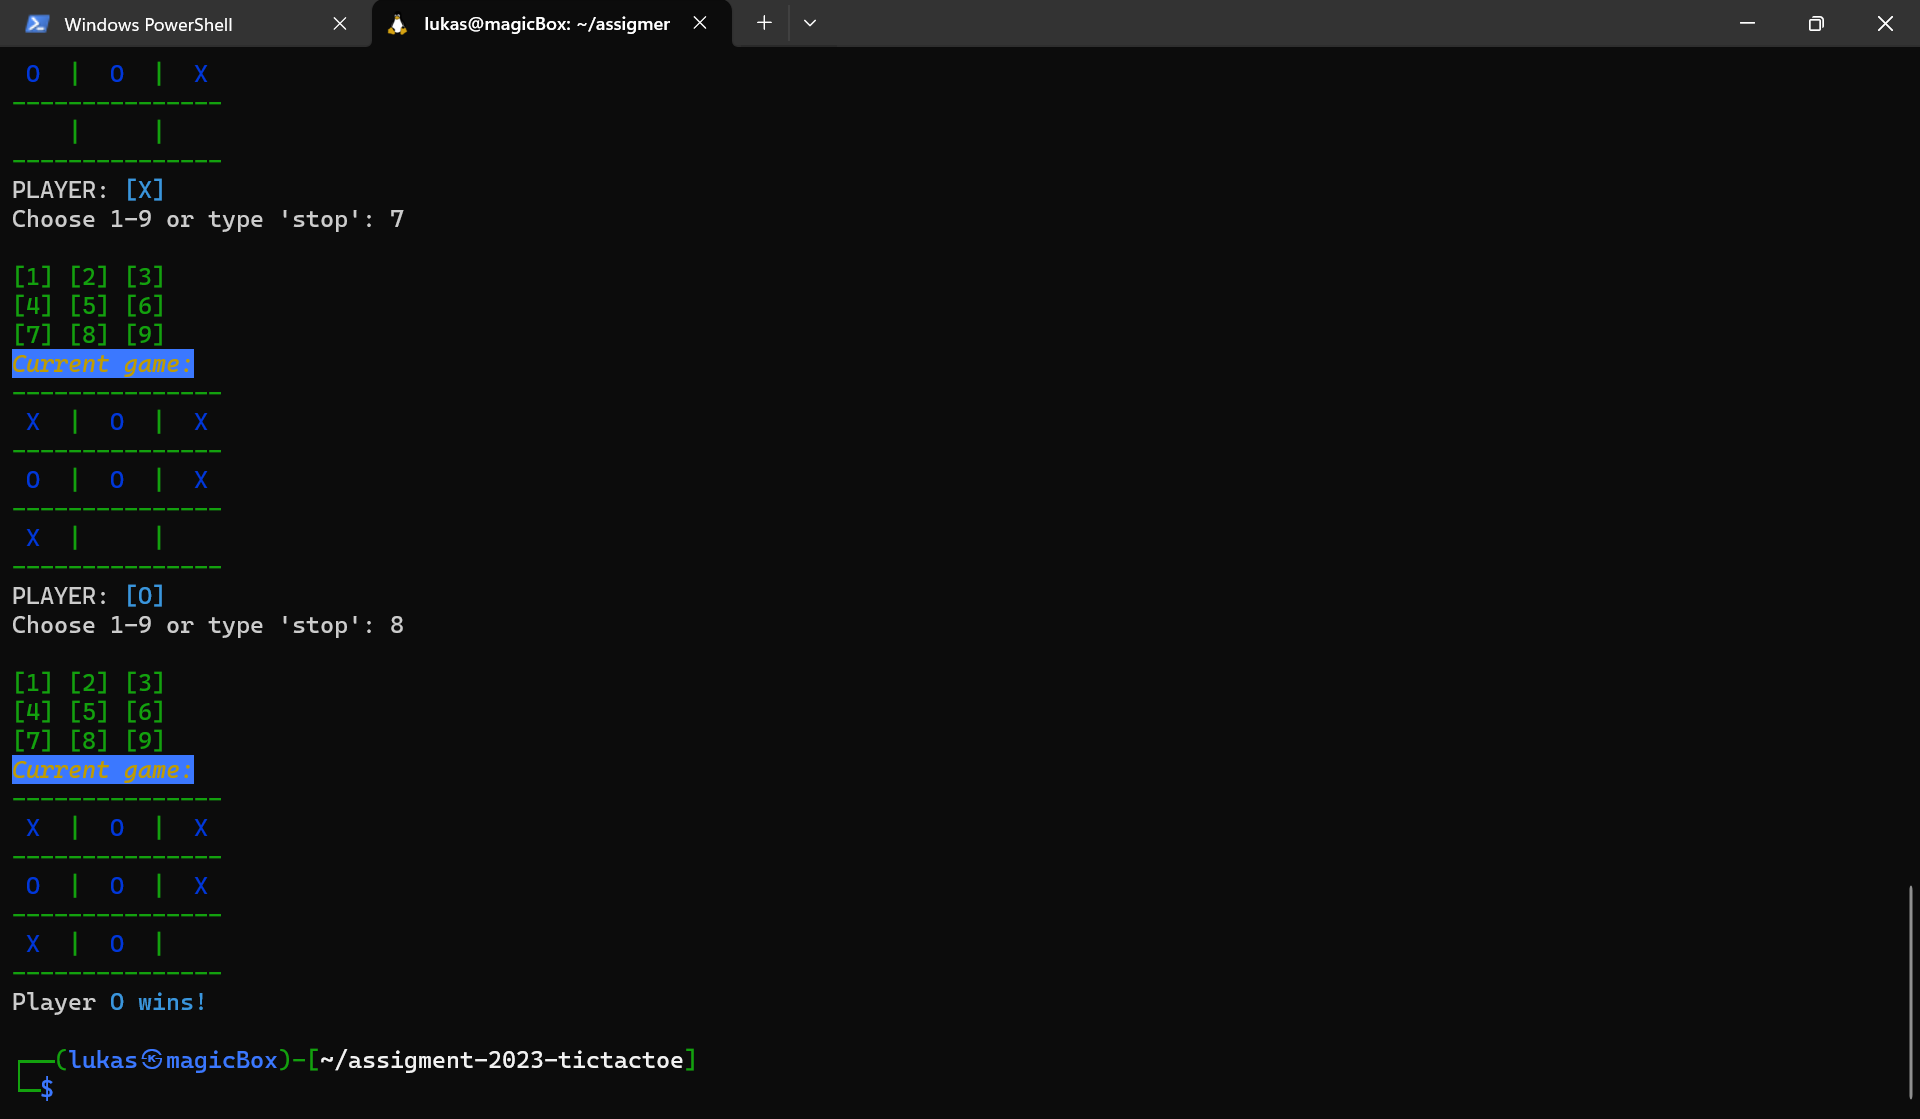 Windows PowerShell
lukas@magicBox: ~/assigmer
O | O | X
---------------
| |
---------------
PLAYER: [X]
Choose 1-9 or type 'stop': 7
[1] [2] [3]
[4] [5] [6]
[7] [8] [9]
Current game:
---------------
X | O | X
---------------
O | O | X
---------------
X | |
---------------
PLAYER: [O]
Choose 1-9 or type 'stop': 8
[1] [2] [3]
[4] [5] [6]
[7] [8] [9]
Current game:
---------------
X | O | X
---------------
O | O | X
---------------
X | O |
---------------
Player O wins!
┌──(lukas㉿magicBox)-[~/assigment-2023-tictactoe]
└─$